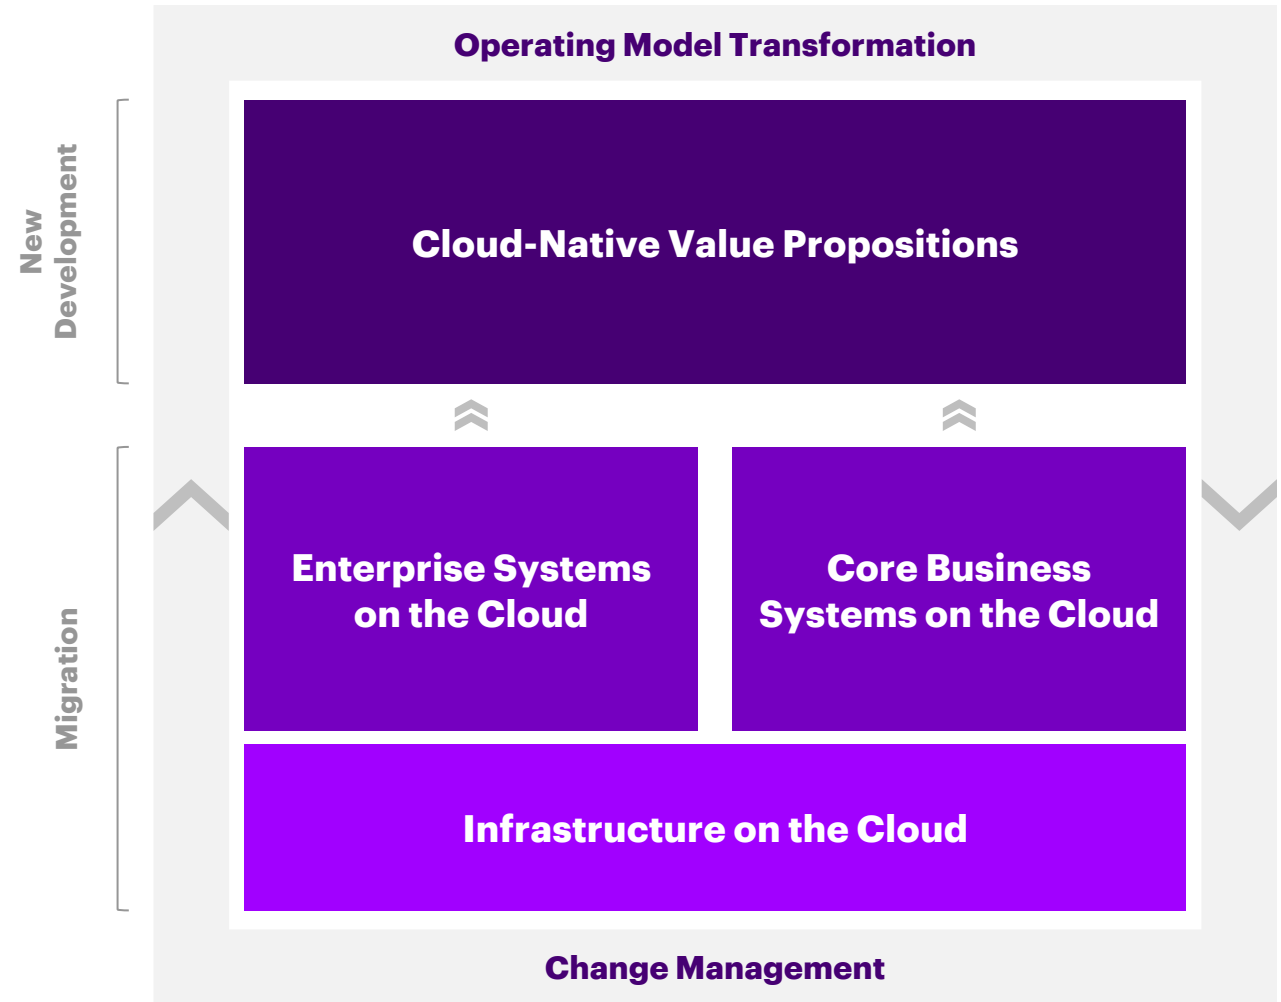 Operating Model Transformation
New
Development
Cloud-Native Value Propositions
Migration
Enterprise Systems
on the Cloud
Core Business
Systems on the Cloud
Infrastructure on the Cloud
Change Management